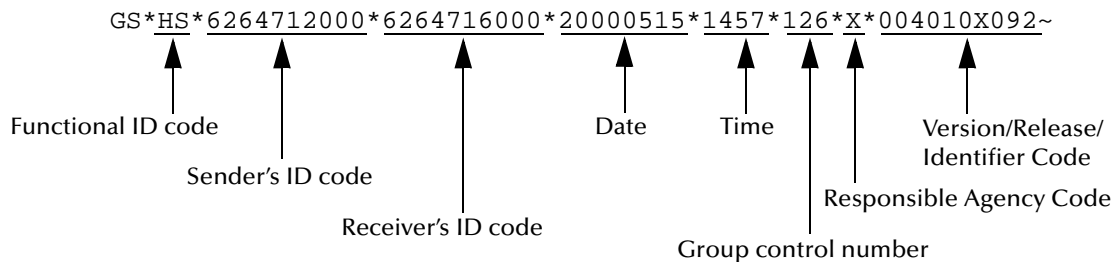 GS*HS*6264712000*6264716000*20000515*1457*126*X*004010X092~
Functional ID code
Date
Time
Version/Release/
Identifier Code
Sender's ID code
Responsible Agency Code
Receiver's ID code
Group control number